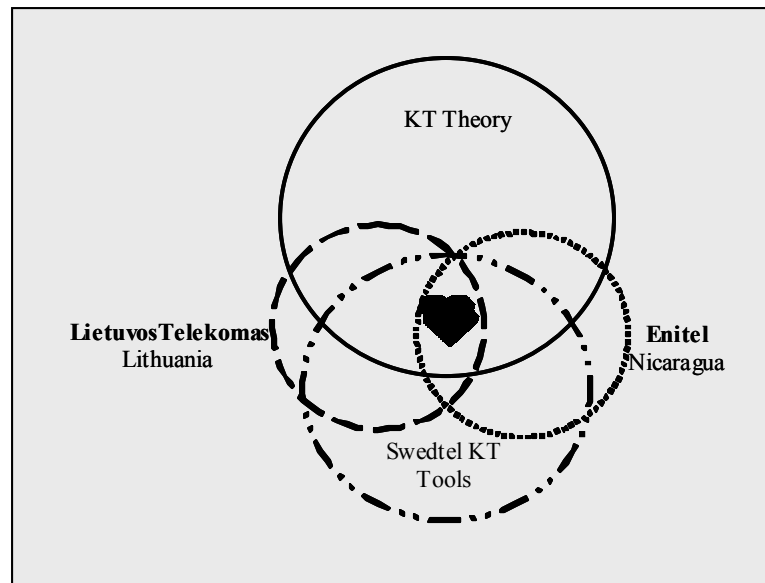 KT Theory
LietuvosTelekomas
Lithuania
Enitel
Nicaragua
Swedtel KT
Tools